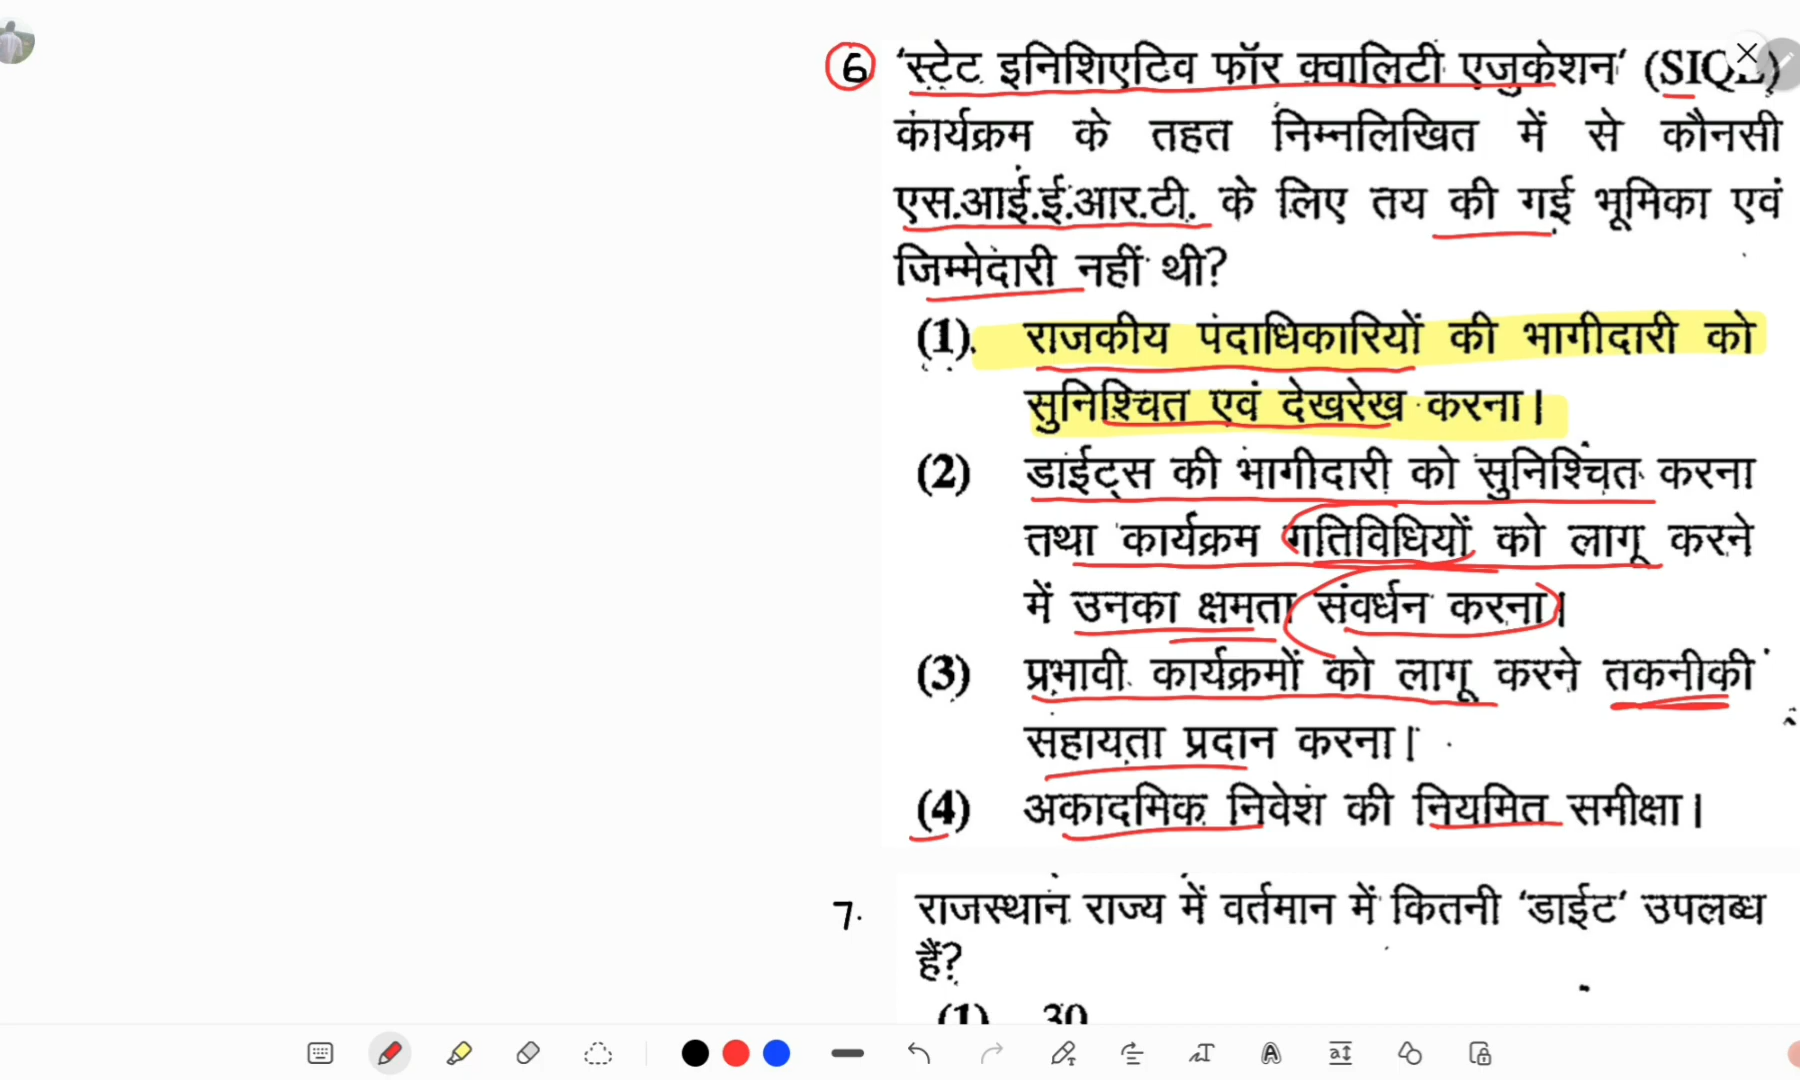 6 'स्टेट इनिशिएटिव फॉर क्वालिटी एजुकेशन' (SIQE)
कार्यक्रम के तहत निम्नलिखित में से कौनसी
एस.आई.ई.आर.टी. के लिए तय की गई भूमिका एवं
जिम्मेदारी नहीं थी?
(1) राजकीय पदाधिकारियों की भागीदारी को
सुनिश्चित एवं देखरेख करना।
(2) डाईट्स की भागीदारी को सुनिश्चित करना
तथा कार्यक्रम गतिविधियों को लागू करने
में उनका क्षमता संवर्धन करना।
(3) प्रभावी कार्यक्रमों को लागू करने तकनीकी
सहायता प्रदान करना।
(4) अकादमिक निवेश की नियमित समीक्षा।
7. राजस्थान राज्य में वर्तमान में कितनी 'डाईट' उपलब्ध
हैं?
(1) 30